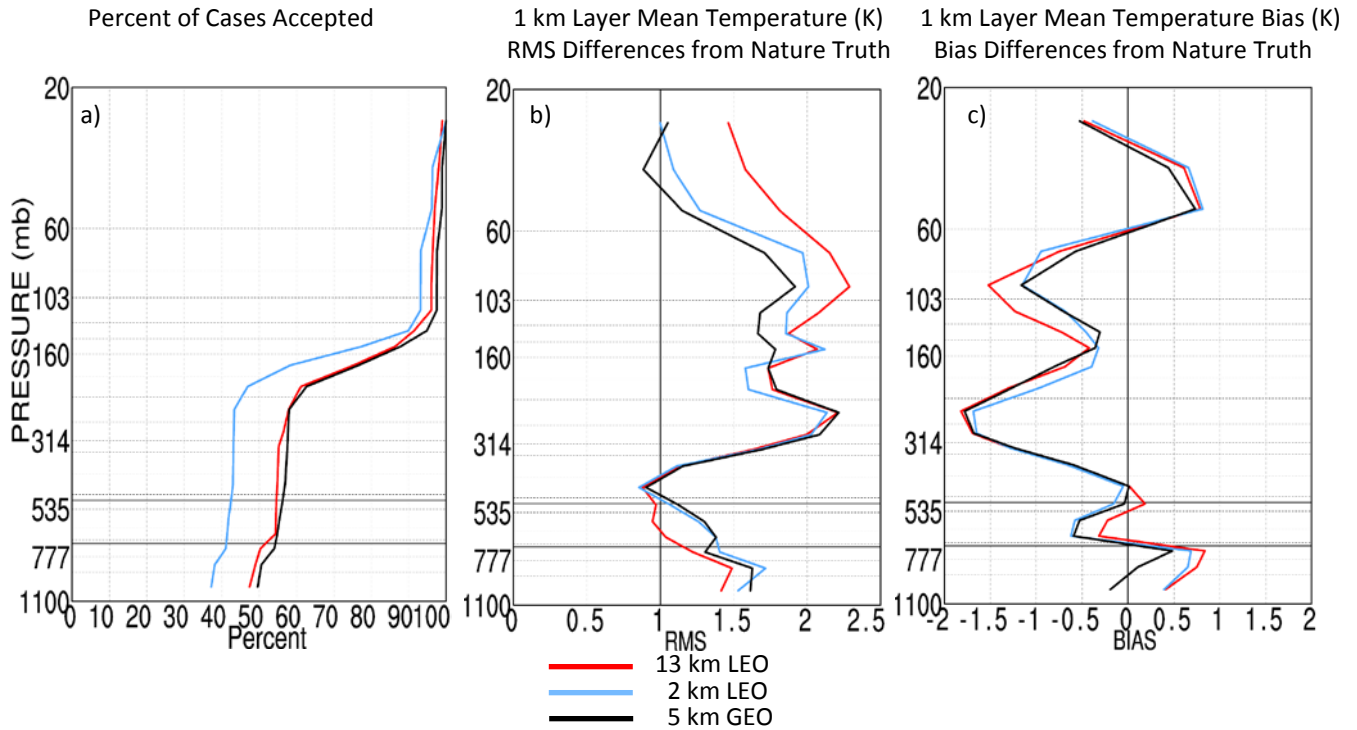 Percent of Cases Accepted
1 km Layer Mean Temperature (K)
RMS Differences from Nature Truth
1 km Layer Mean Temperature Bias (K)
Bias Differences from Nature Truth
a)
PRESSURE (mb)
20
60
103
160
314
535
777
1100
0 10 20 30 40 50 60 70 80 90100
Percent
b)
20
60
103
160
314
535
777
1100
0 0.5 1 1.5 2 2.5
RMS
c)
20
60
103
160
314
535
777
1100
-2 -1.5 -1 -0.5 0 0.5 1 1.5 2
BIAS
13 km LEO
2 km LEO
5 km GEO